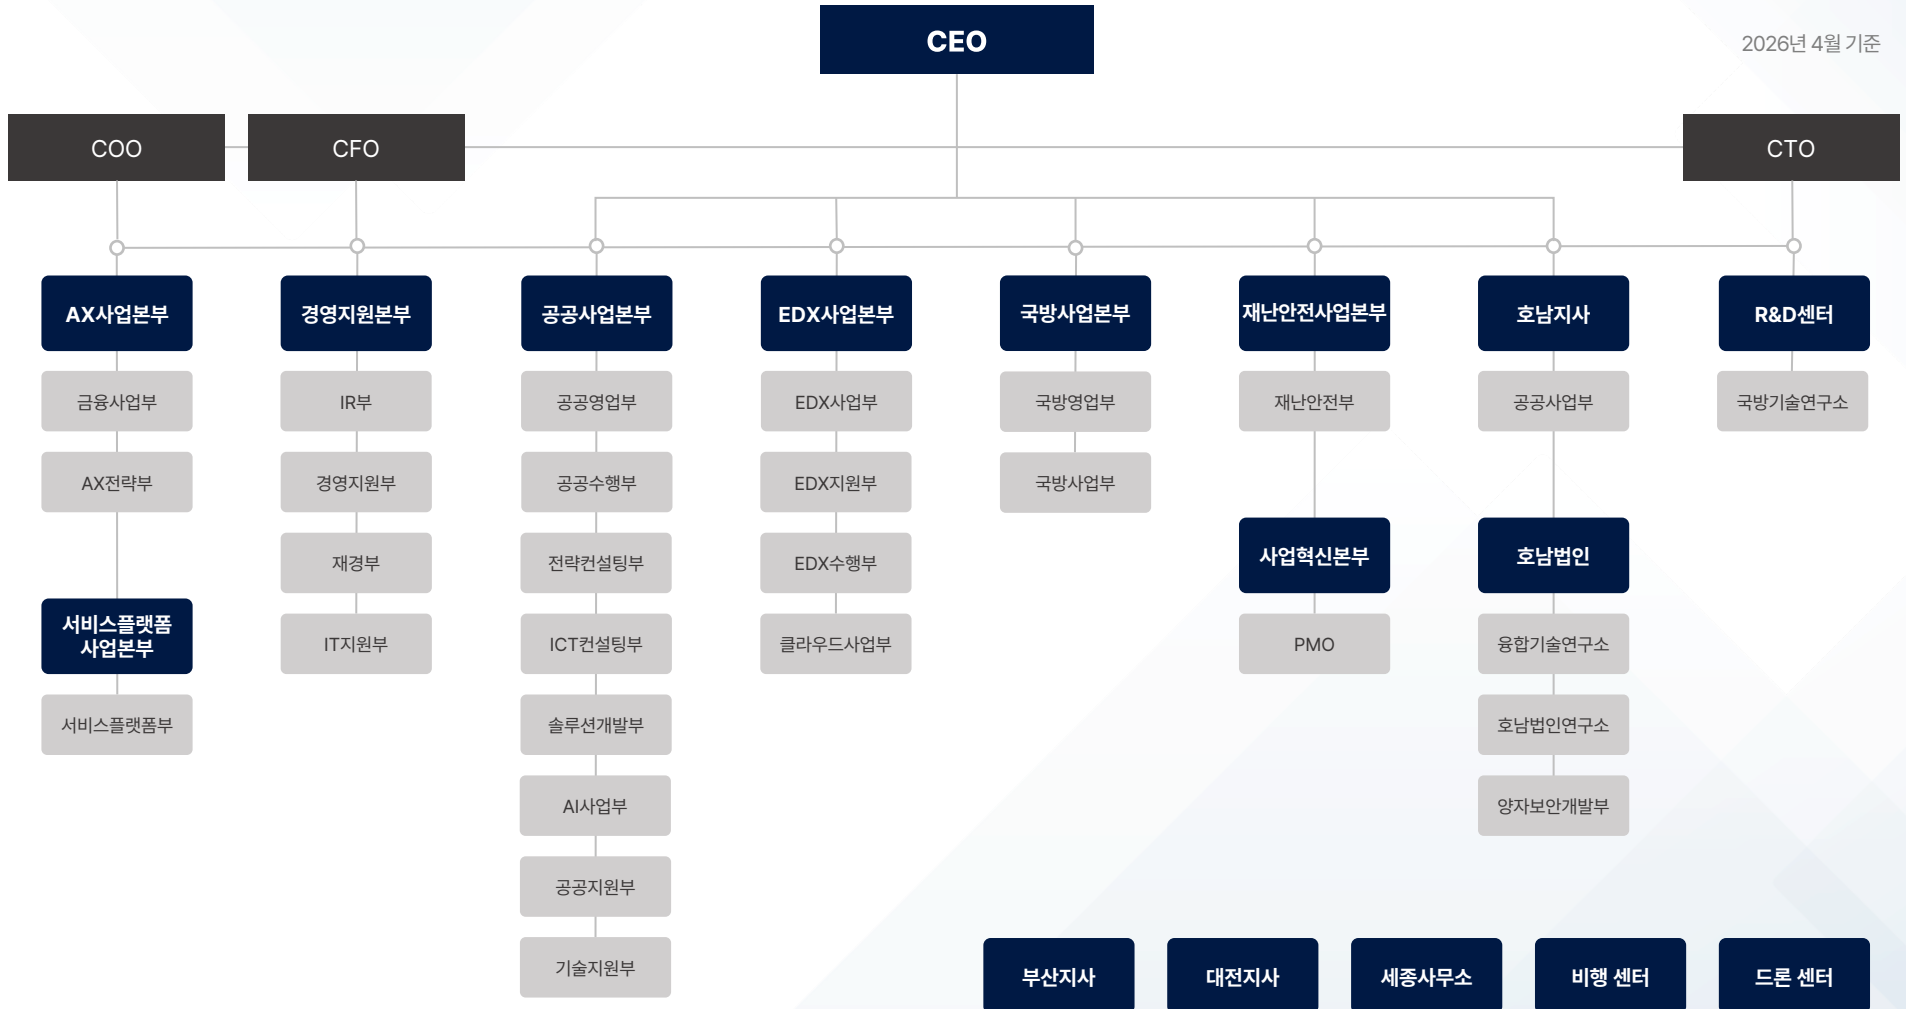 CEO
2026년 4월 기준
COO
CFO
CTO
AX사업본부
경영지원본부
공공사업본부
EDX사업본부
국방사업본부
재난안전사업본부
호남지사
R&D센터
금융사업부
IR부
공공영업부
EDX사업부
국방영업부
재난안전부
공공사업부
국방기술연구소
AX전략부
경영지원부
공공수행부
EDX지원부
국방사업부
재경부
전략컨설팅부
EDX수행부
사업혁신본부
호남법인
서비스플랫폼
사업본부
IT지원부
ICT컨설팅부
클라우드사업부
PMO
융합기술연구소
서비스플랫폼부
솔루션개발부
호남법인연구소
AI사업부
양자보안개발부
공공지원부
기술지원부
부산지사
대전지사
세종사무소
비행 센터
드론 센터